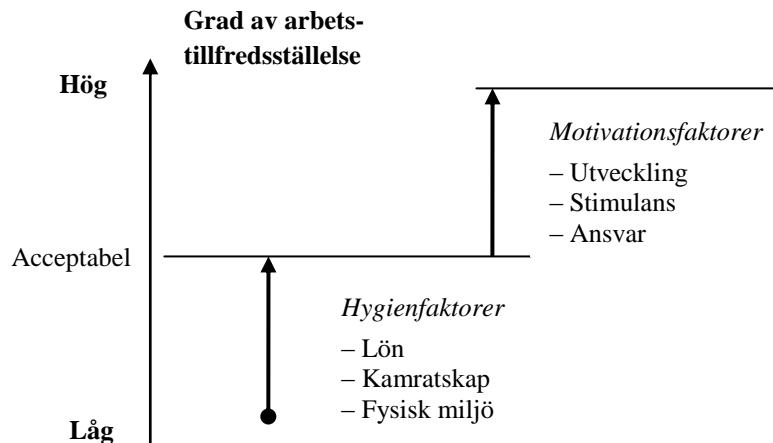 Grad av arbets-
tillfredsställelse
Hög
Motivationsfaktorer
– Utveckling
– Stimulans
– Ansvar
Acceptabel
Hygienfaktorer
– Lön
– Kamratskap
– Fysisk miljö
Låg